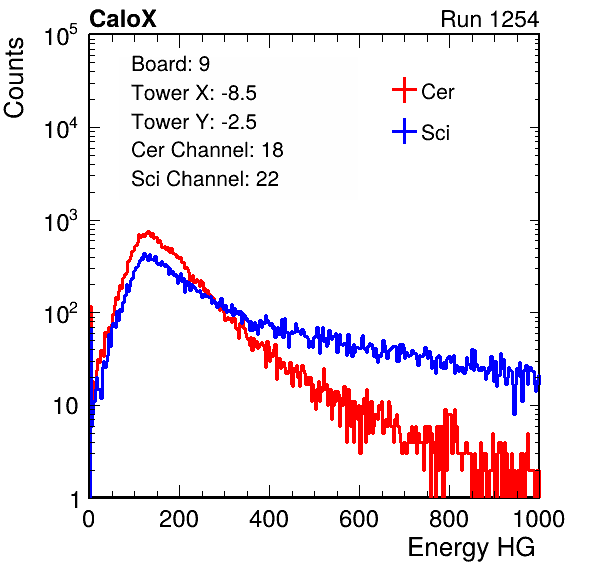 CaloX Run 1254
Counts
10^5
10^4
10^3
10^2
10
1
Board: 9
Tower X: -8.5
Tower Y: -2.5
Cer Channel: 18
Sci Channel: 22
Cer
Sci
0 200 400 600 800 1000
Energy HG